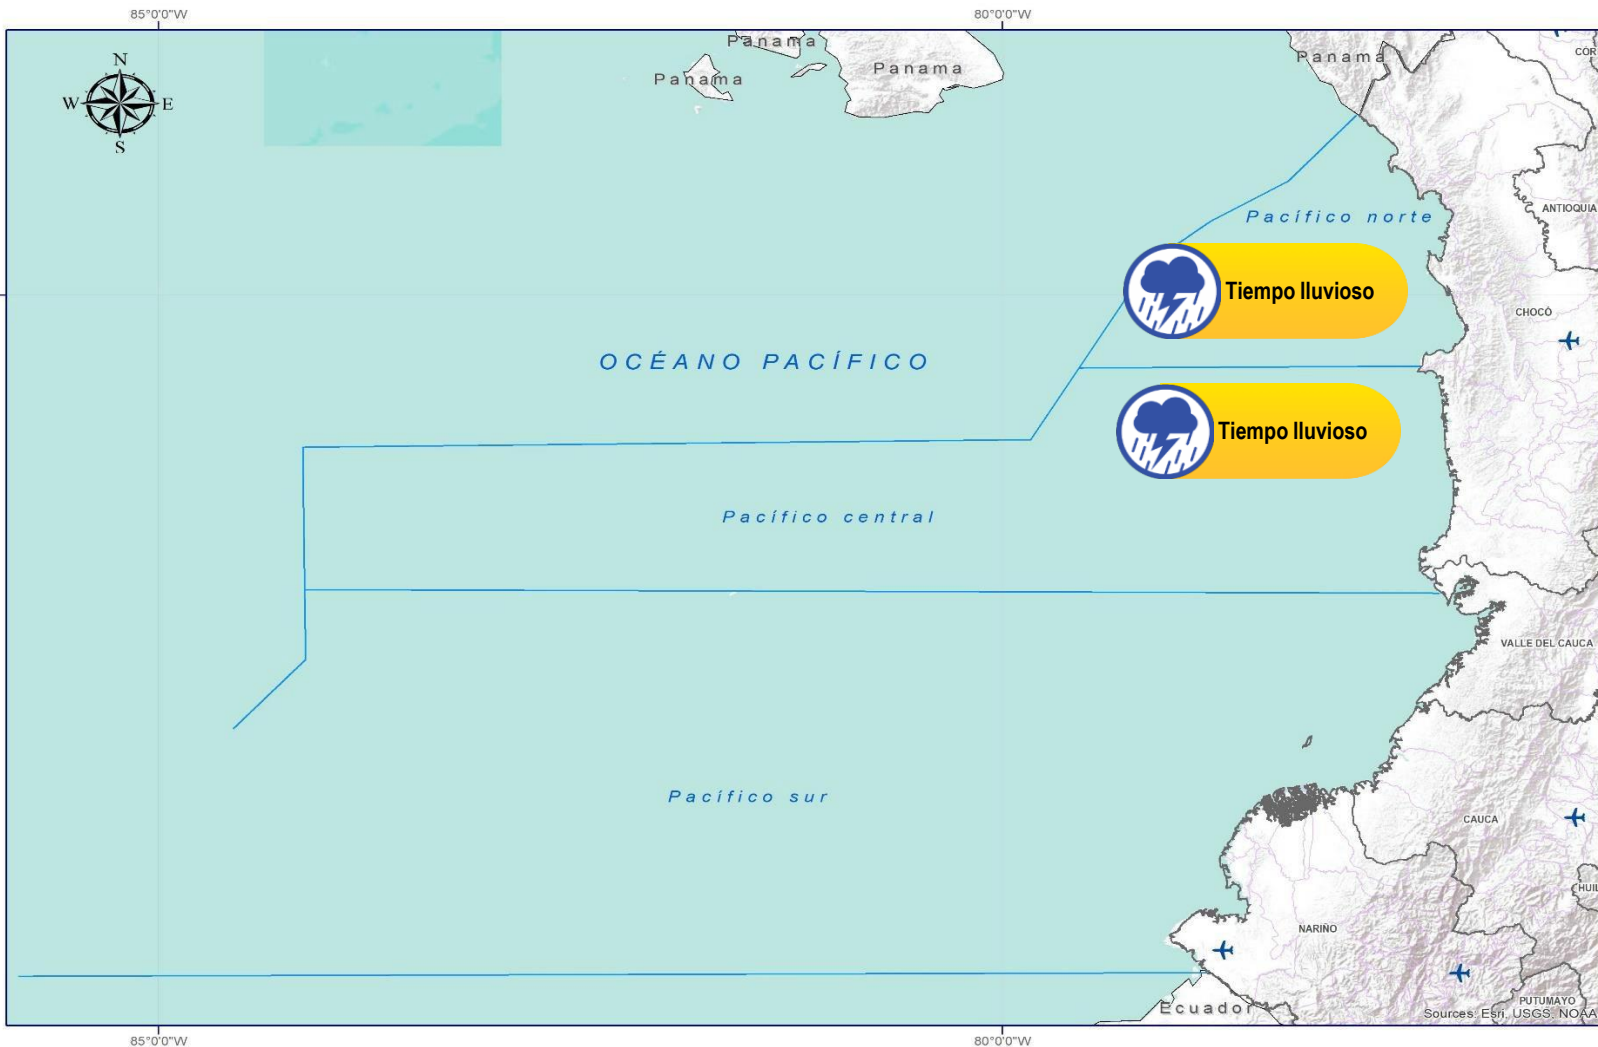 85°0'0"W
80°0'0"W
N
W
E
S
Panama
Panama
Panama
Panama
CÓR
ANTIOQUIA
Pacífico norte
Tiempo lluvioso
CHOCÓ
OCÉANO PACÍFICO
Tiempo lluvioso
Pacífico central
VALLE DEL CAUCA
Pacífico sur
CAUCA
HUIL
NARIÑO
PUTUMAYO
Ecuador
Sources: Esri, USGS, NOAA
85°0'0"W
80°0'0"W